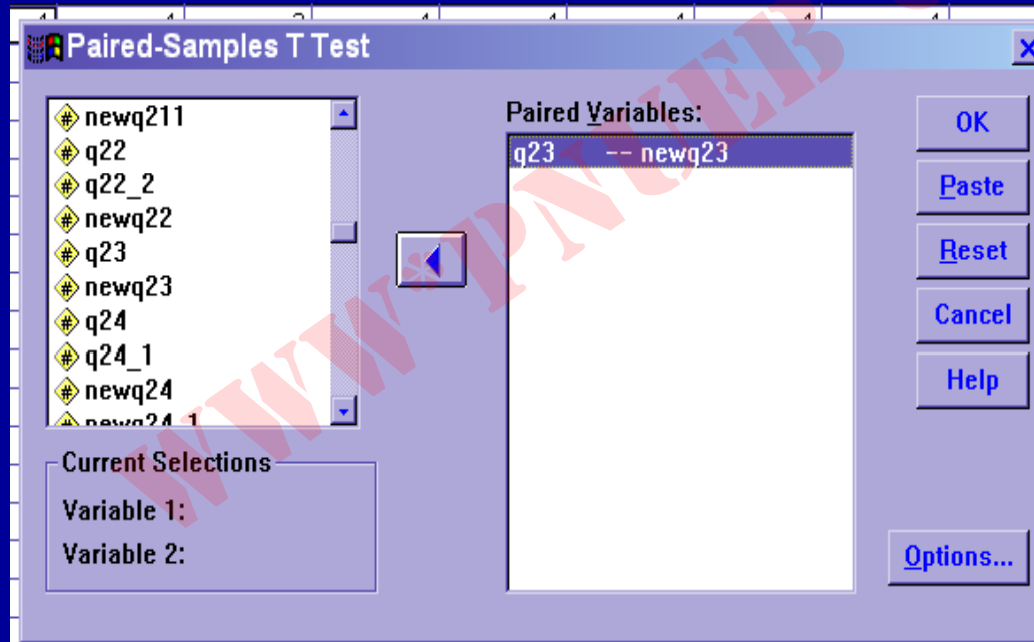 Paired-Samples T Test
newq211
q22
q22_2
newq22
q23
newq23
q24
q24_1
newq24
newq24_1
Current Selections
Variable 1:
Variable 2:
Paired Variables:
q23 -- newq23
OK
Paste
Reset
Cancel
Help
Options...
WWW*PNUEB